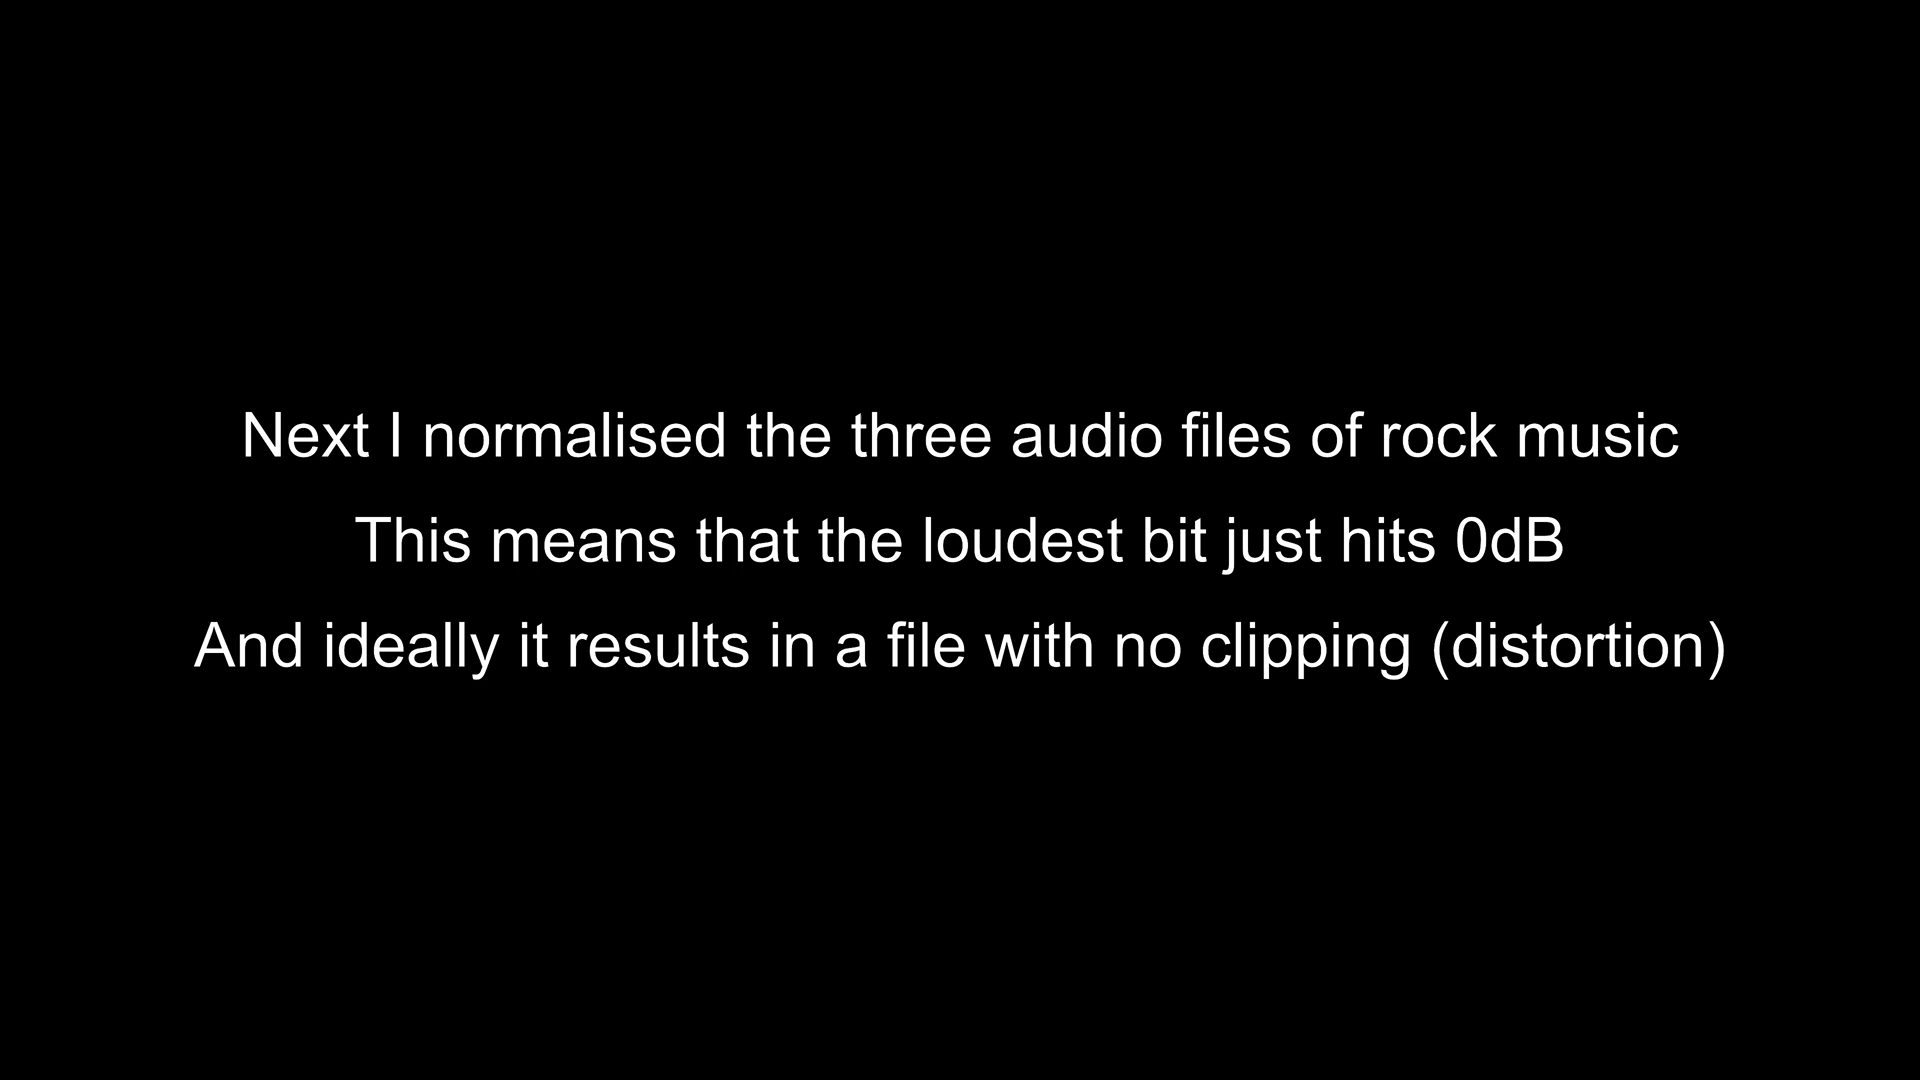 Next I normalised the three audio files of rock music
This means that the loudest bit just hits 0dB
And ideally it results in a file with no clipping (distortion)